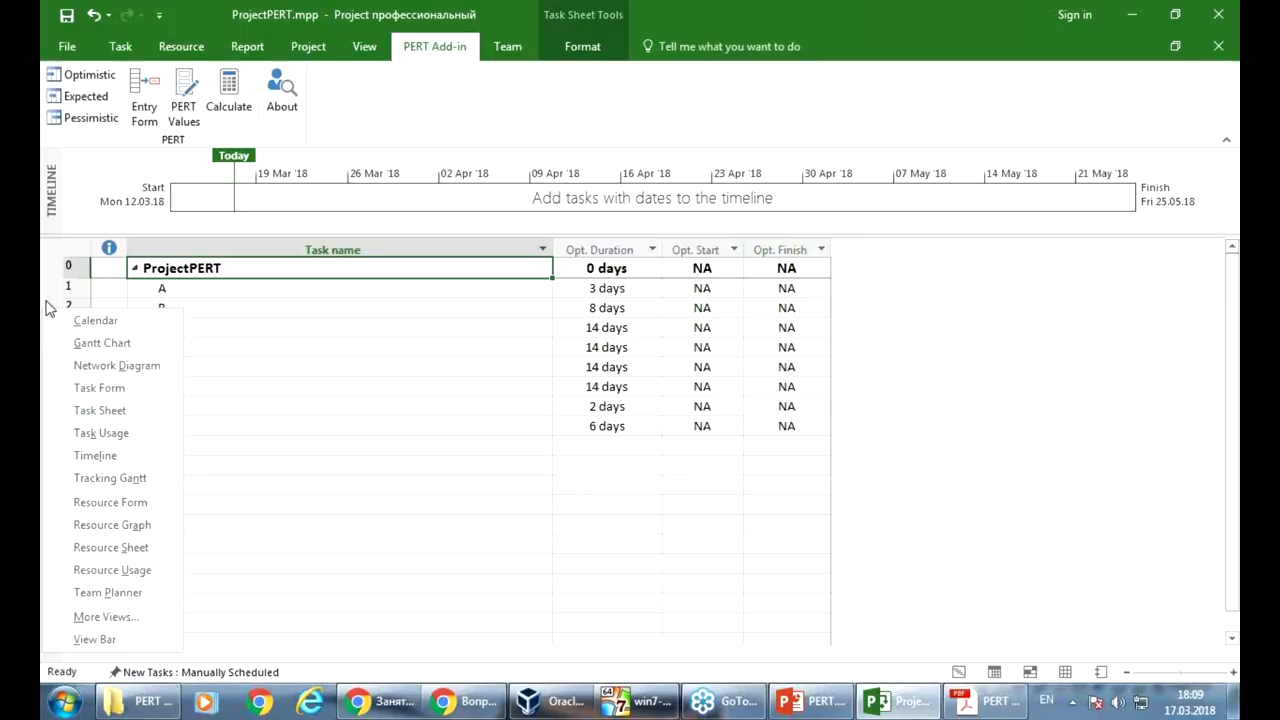 ProjectPERT.mpp - Project профессиональный
Task Sheet Tools
Sign in
File
Task
Resource
Report
Project
View
PERT Add-in
Team
Format
Tell me what you want to do
Optimistic
Expected
Pessimistic
Entry
Form
PERT
Values
Calculate
About
PERT
Today
TIMELINE
Start
Mon 12.03.18
19 Mar '18
26 Mar '18
02 Apr '18
09 Apr '18
16 Apr '18
23 Apr '18
30 Apr '18
07 May '18
14 May '18
21 May '18
Add tasks with dates to the timeline
Finish
Fri 25.05.18
Task name
Opt. Duration
Opt. Start
Opt. Finish
0 ProjectPERT 0 days NA NA
1 A 3 days NA NA
2 8 days NA NA
14 days NA NA
14 days NA NA
14 days NA NA
14 days NA NA
2 days NA NA
6 days NA NA
Calendar
Gantt Chart
Network Diagram
Task Form
Task Sheet
Task Usage
Timeline
Tracking Gantt
Resource Form
Resource Graph
Resource Sheet
Resource Usage
Team Planner
More Views...
View Bar
Ready
New Tasks : Manually Scheduled
PERT ...
Занят...
Вопр...
Oracl...
64
7
win7-...
GoTo...
PERT....
Proje...
PDF
PERT ...
EN
18:09
17.03.2018